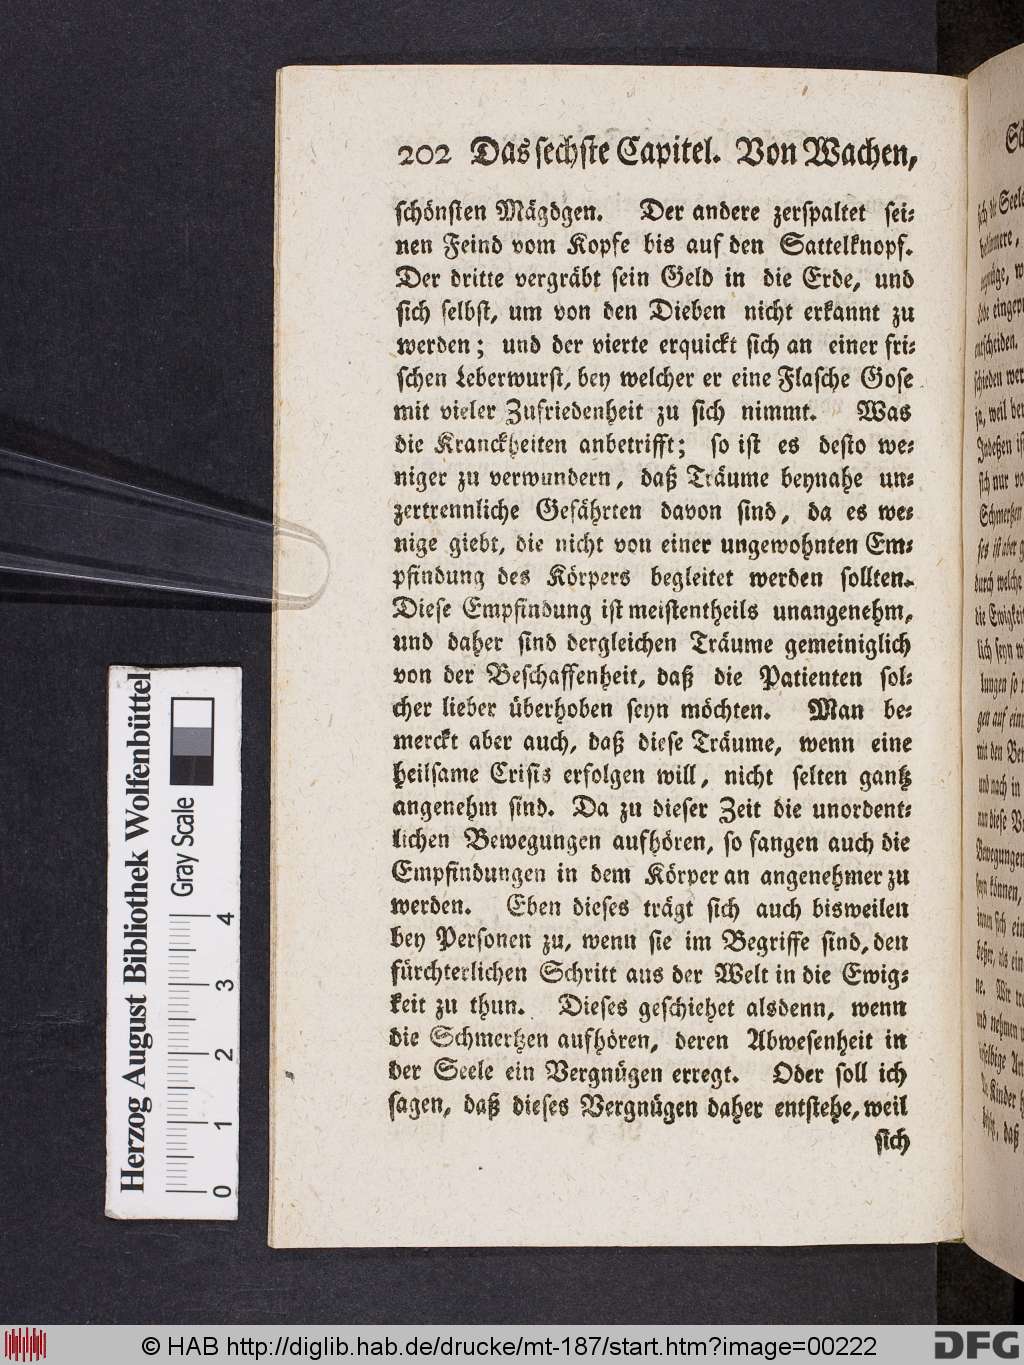 202 Das sechste Capitel. Von Wachen,
schönsten Mägdgen. Der andere zerspaltet sei-
nen Feind vom Kopfe bis auf den Sattelknopf.
Der dritte vergräbt sein Geld in die Erde, und
sich selbst, um von den Dieben nicht erkannt zu
werden; und der vierte erquickt sich an einer fri-
schen Leberwurst, bey welcher er eine Flasche Gose
mit vieler Zufriedenheit zu sich nimmt. Was
die Kranckheiten anbetrifft; so ist es desto we-
niger zu verwundern, daß Träume beynahe un-
zertrennliche Gefährten davon sind, da es we-
nige giebt, die nicht von einer ungewohnten Em-
pfindung des Körpers begleitet werden sollten.
Diese Empfindung ist meistentheils unangenehm,
und daher sind dergleichen Träume gemeiniglich
von der Beschaffenheit, daß die Patienten sol-
cher lieber überhoben seyn möchten. Man be-
merckt aber auch, daß diese Träume, wenn eine
heilsame Crisis erfolgen will, nicht selten gantz
angenehm sind. Da zu dieser Zeit die unordent-
lichen Bewegungen aufhören, so fangen auch die
Empfindungen in dem Körper an angenehmer zu
werden. Eben dieses trägt sich auch bisweilen
bey Personen zu, wenn sie im Begriffe sind, den
fürchterlichen Schritt aus der Welt in die Ewig-
keit zu thun. Dieses geschiehet alsdenn, wenn
die Schmertzen aufhören, deren Abwesenheit in
der Seele ein Vergnügen erregt. Oder soll ich
sagen, daß dieses Vergnügen daher entstehe, weil
sich
Herzog August Bibliothek Wolfenbüttel
Gray Scale
0 1 2 3 4
© HAB http://diglib.hab.de/drucke/mt-187/start.htm?image=00222
DFG